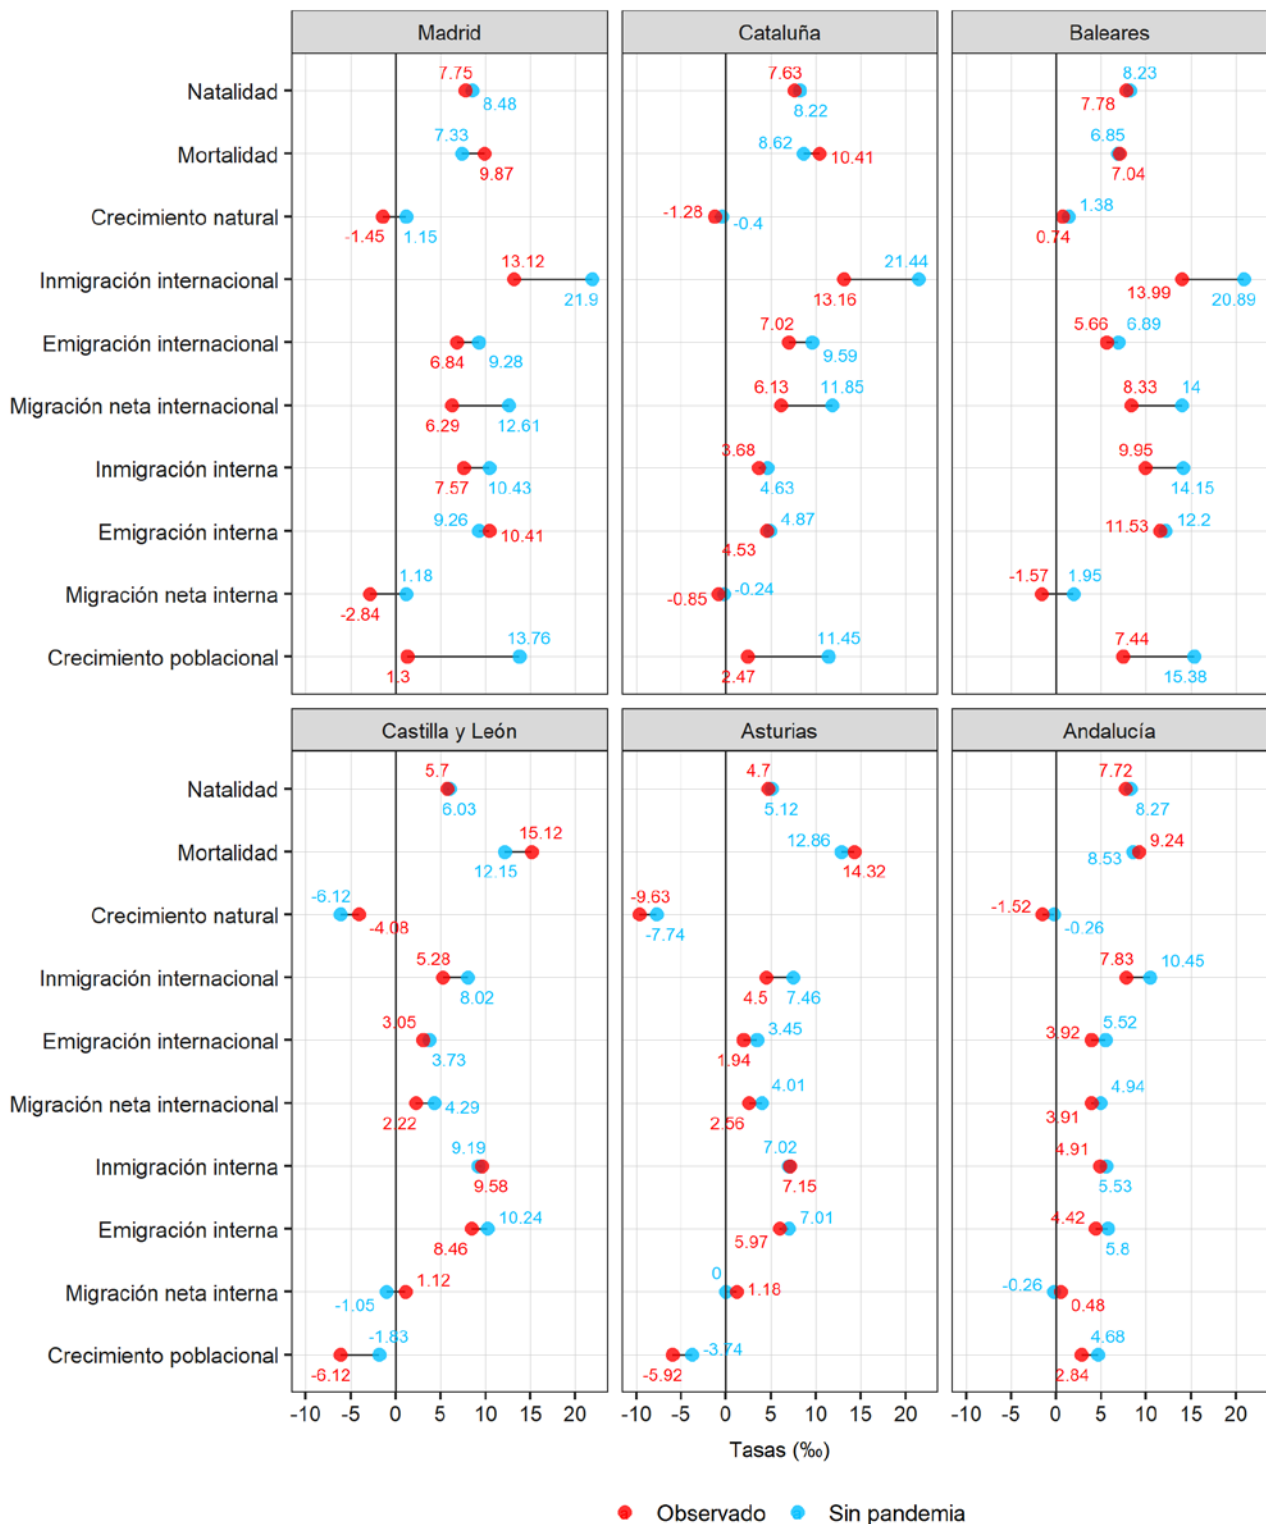 Madrid Cataluña Baleares
7.75 7.63 8.23
Natalidad
8.48 8.22 7.78
7.33 8.62 6.85
Mortalidad
9.87 10.41 7.04
Crecimiento natural
-1.45 1.15 -1.28 -0.4 1.38 0.74
13.12 21.44
Inmigración internacional
21.9 13.16 13.99 20.89
7.02 5.66 6.89
Emigración internacional
6.84 9.28 9.59
6.13 11.85 8.33 14
Migración neta internacional
6.29 12.61
3.68 9.95
Inmigración interna
7.57 10.43 4.63 14.15
9.26 4.87 12.2
Emigración interna
10.41 4.53 11.53
1.18 -0.24 -1.57 1.95
Migración neta interna
-2.84 -0.85
13.76 11.45 7.44
Crecimiento poblacional
1.3 2.47 15.38
Castilla y León Asturias Andalucía
5.7 4.7 7.72
Natalidad
6.03 5.12 8.27
15.12 12.86 9.24
Mortalidad
12.15 14.32 8.53
-6.12 -9.63 -1.52
Crecimiento natural
-4.08 -7.74 -0.26
5.28 7.83 10.45
Inmigración internacional
8.02 4.5 7.46
3.05 3.45 3.92 5.52
Emigración internacional
3.73 1.94
4.01 4.94
Migración neta internacional
2.22 4.29 2.56 3.91
9.19 7.02 4.91
Inmigración interna
9.58 7.15 5.53
10.24 7.01 4.42
Emigración interna
8.46 5.97 5.8
1.12 0 1.18 -0.26
Migración neta interna
-1.05 0.48
-1.83 -3.74 4.68
Crecimiento poblacional
-6.12 -5.92 2.84
-10 -5 0 5 10 15 20 -10 -5 0 5 10 15 20 -10 -5 0 5 10 15 20
Tasas (‰)
Observado Sin pandemia